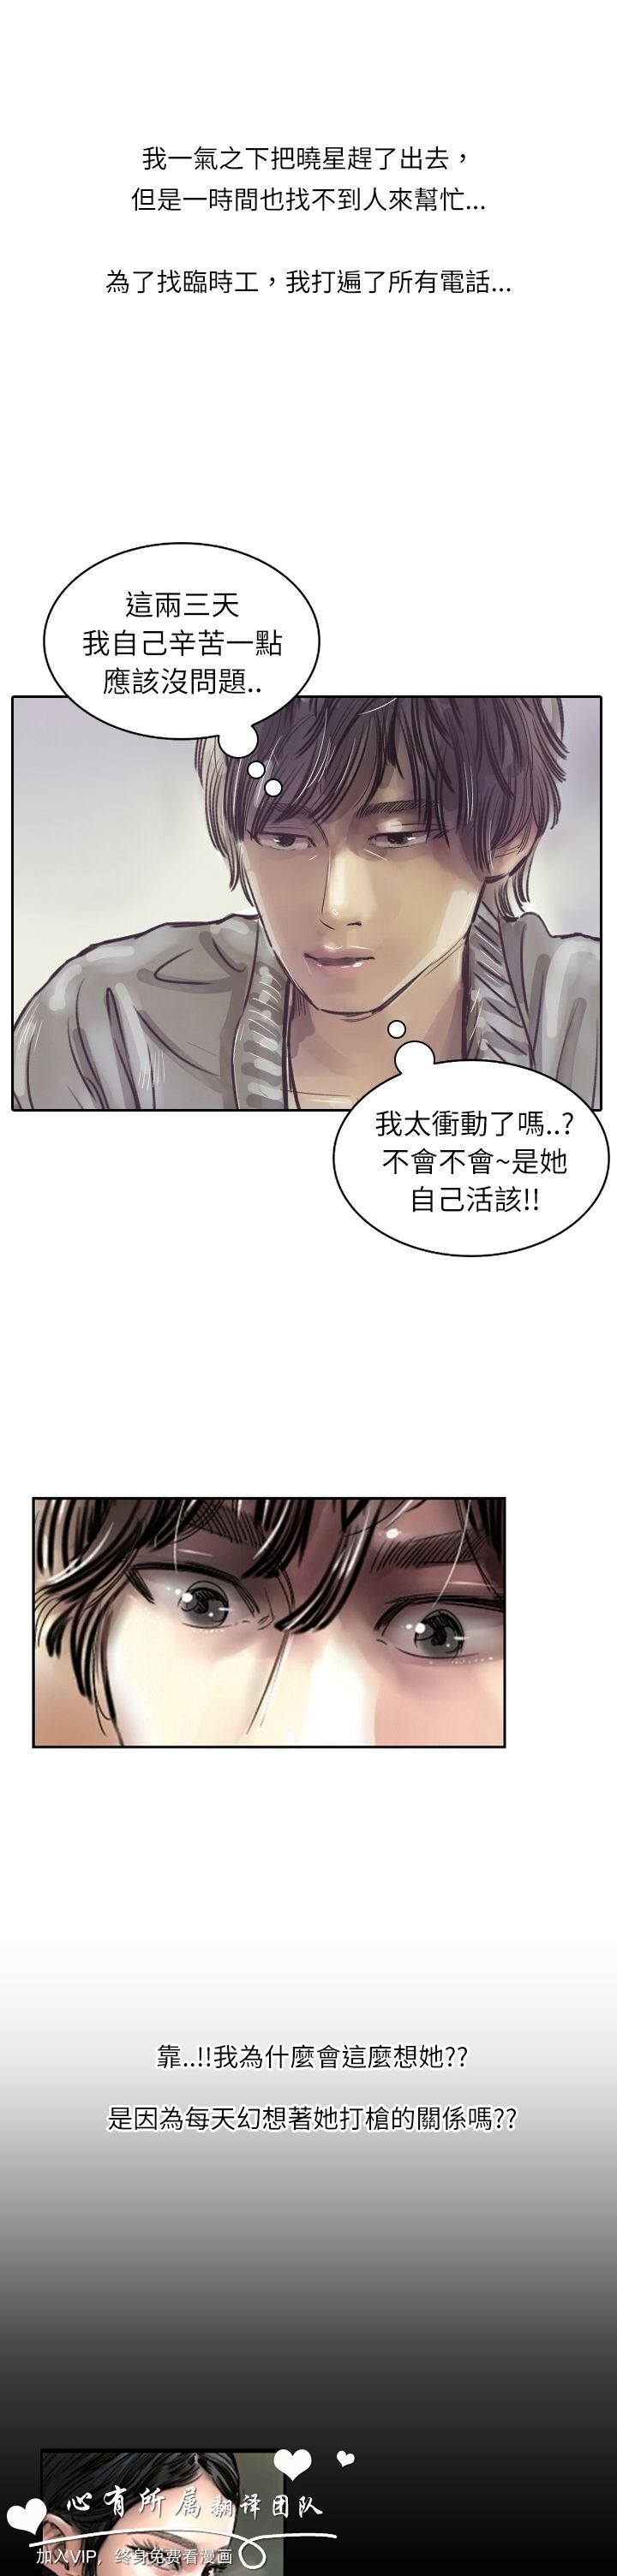 我一氣之下把曉星趕了出去，
但是一時間也找不到人來幫忙...
為了找臨時工，我打遍了所有電話...
這兩三天
我自己辛苦一點
應該沒問題..
我太衝動了嗎..?
不會不會~是她
自己活該!!
靠..!!我為什麼會這麼想她??
是因為每天幻想著她打槍的關係嗎??
心有所属翻译团队
加入VIP，终身免费看漫画